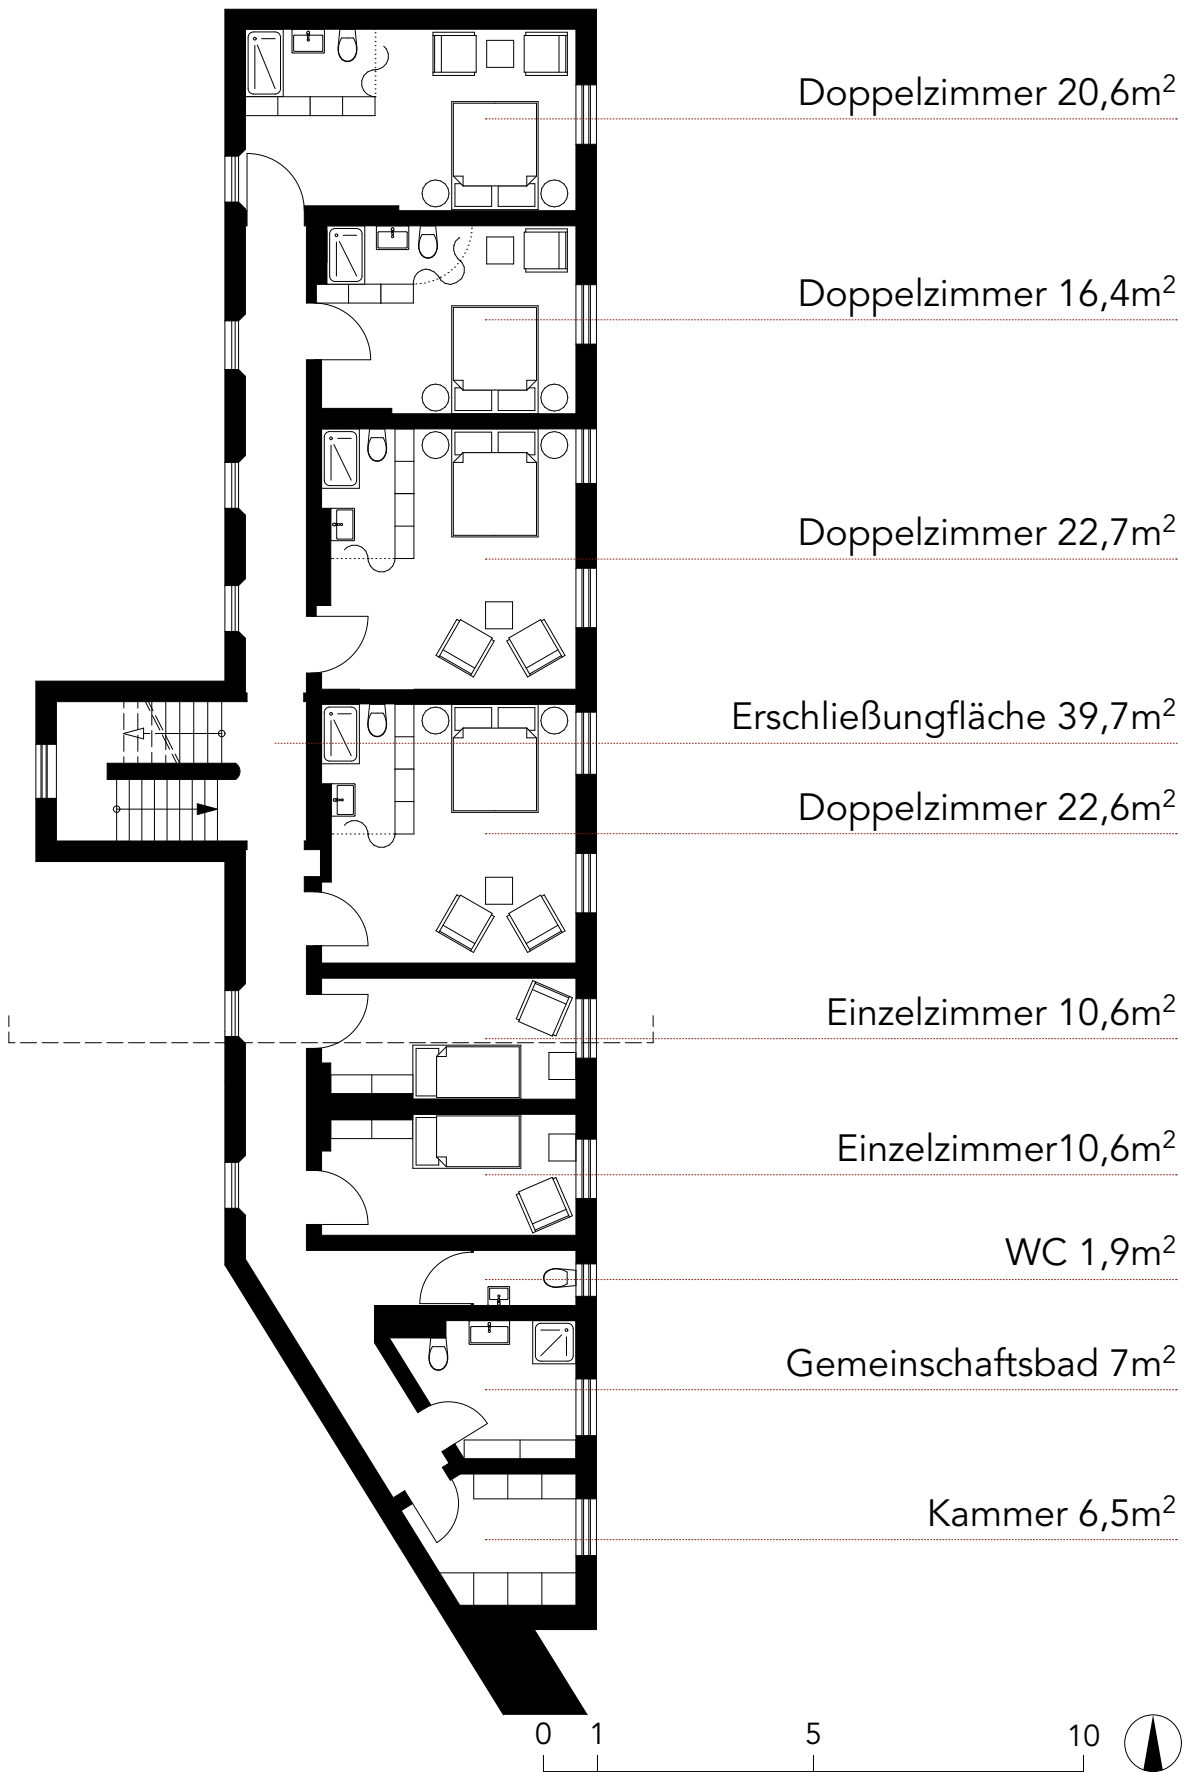 Doppelzimmer 20,6m²
Doppelzimmer 16,4m²
Doppelzimmer 22,7m²
Erschließungfläche 39,7m²
Doppelzimmer 22,6m²
Einzelzimmer 10,6m²
Einzelzimmer10,6m²
WC 1,9m²
Gemeinschaftsbad 7m²
Kammer 6,5m²
0 1 5 10